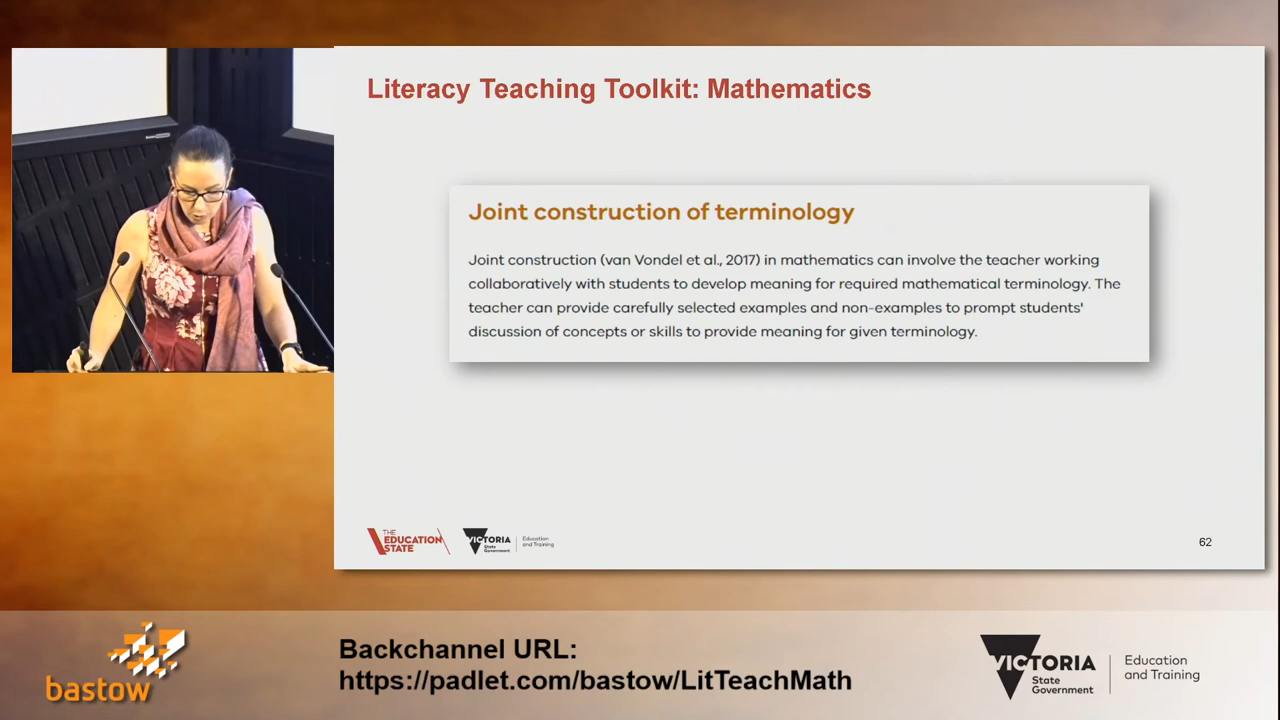 Literacy Teaching Toolkit: Mathematics
Joint construction of terminology
Joint construction (van Vondel et al., 2017) in mathematics can involve the teacher working
collaboratively with students to develop meaning for required mathematical terminology. The
teacher can provide carefully selected examples and non-examples to prompt students'
discussion of concepts or skills to provide meaning for given terminology.
THE
EDUCATION
STATE
VICTORIA
State
Government
Education
and Training
62
bastow
Backchannel URL:
https://padlet.com/bastow/LitTeachMath
VICTORIA
State
Government
Education
and Training